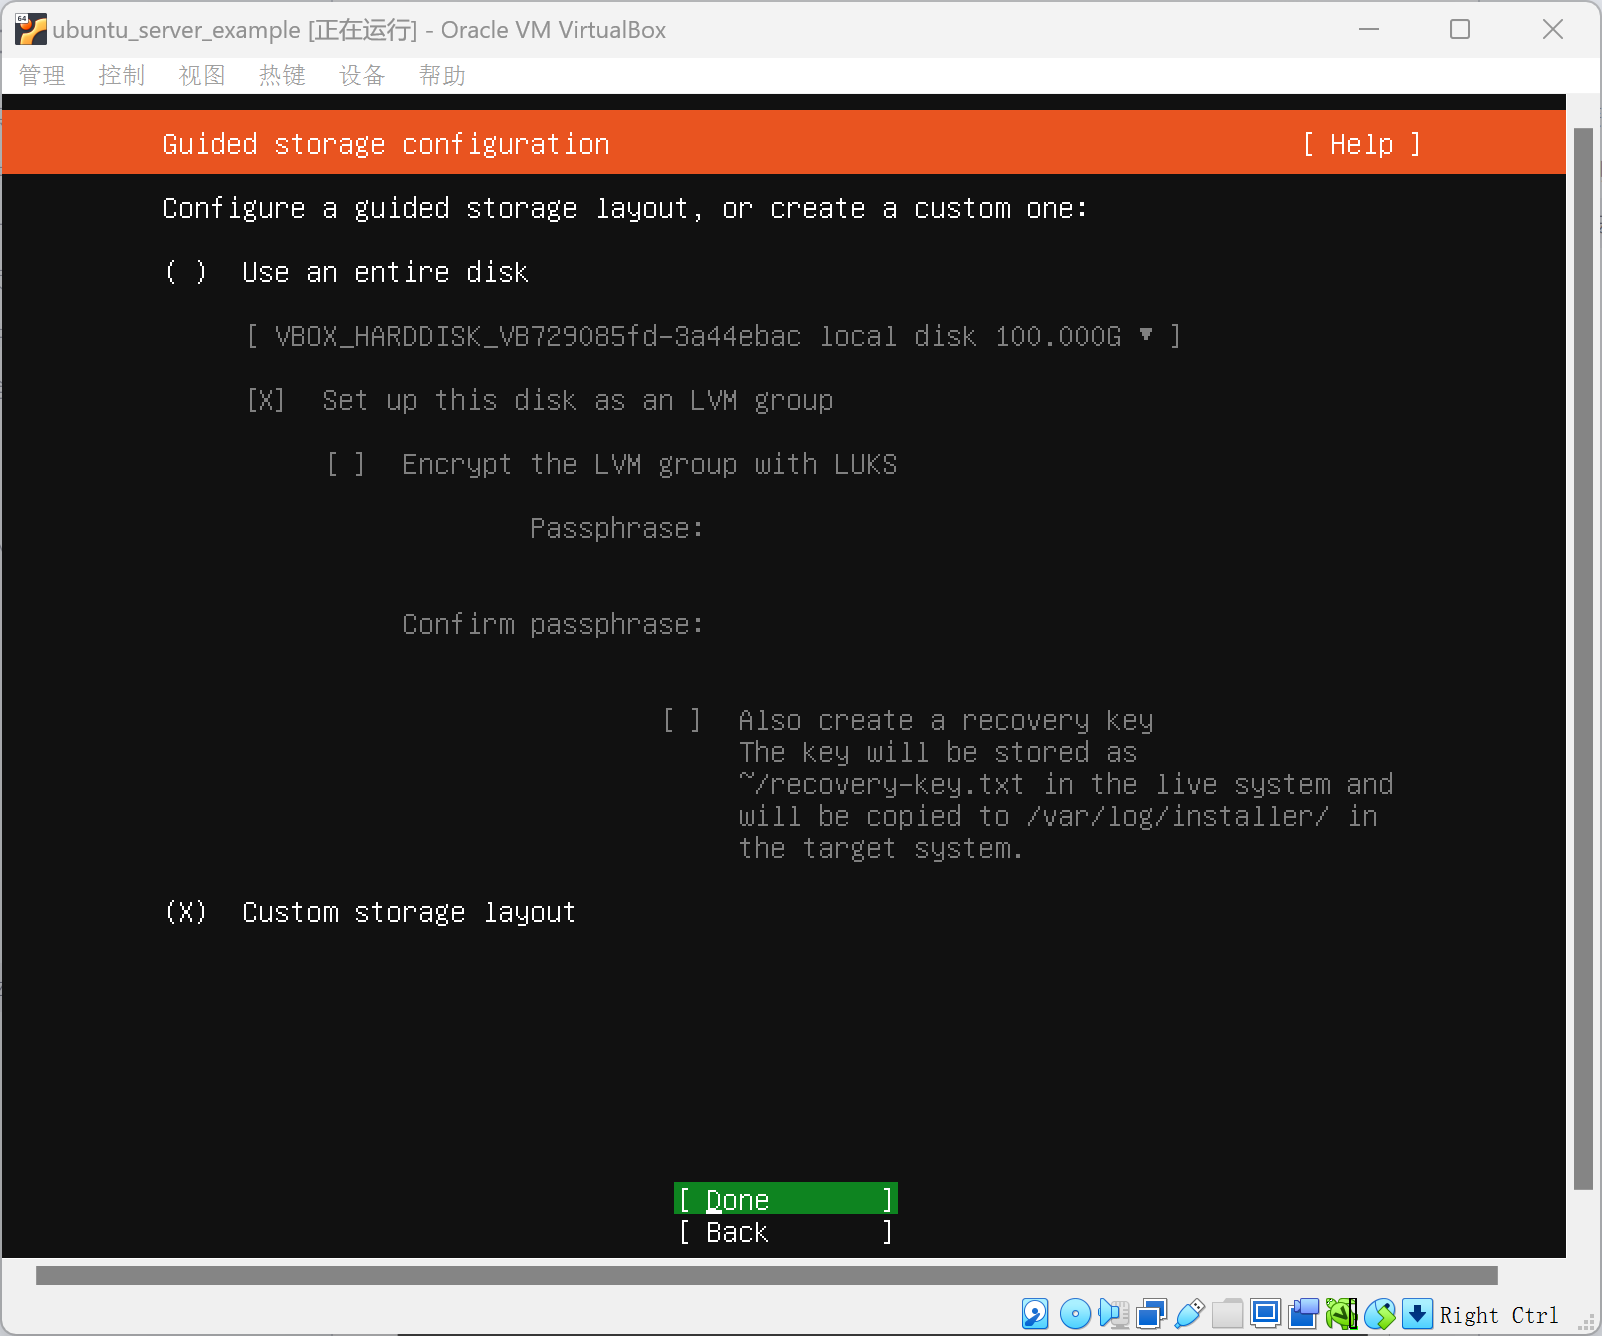 ubuntu_server_example [正在运行] - Oracle VM VirtualBox
管理 控制 视图 热键 设备 帮助
Guided storage configuration [ Help ]
Configure a guided storage layout, or create a custom one:
( ) Use an entire disk
[ VBOX_HARDDISK_VB729085fd-3a44ebac local disk 100.000G ▾ ]
[X] Set up this disk as an LVM group
[ ] Encrypt the LVM group with LUKS
Passphrase:
Confirm passphrase:
[ ] Also create a recovery key
The key will be stored as
~/recovery-key.txt in the live system and
will be copied to /var/log/installer/ in
the target system.
(X) Custom storage layout
[ Done ]
[ Back ]
Right Ctrl